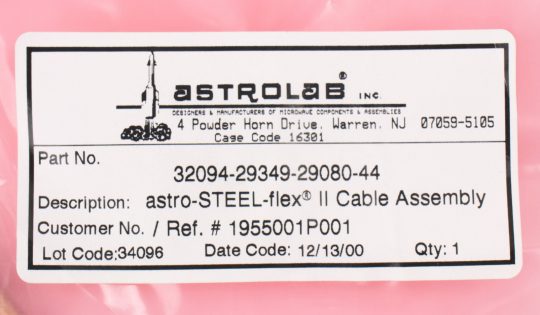 ASTROLAB® INC.
DESIGNERS & MANUFACTURERS OF MICROWAVE COMPONENTS & ASSEMBLIES
4 Powder Horn Drive, Warren, NJ 07059-5105
Cage Code 16301
Part No. 32094-29349-29080-44
Description: astro-STEEL-flex® II Cable Assembly
Customer No. / Ref. # 1955001P001
Lot Code:34096 Date Code: 12/13/00 Qty: 1